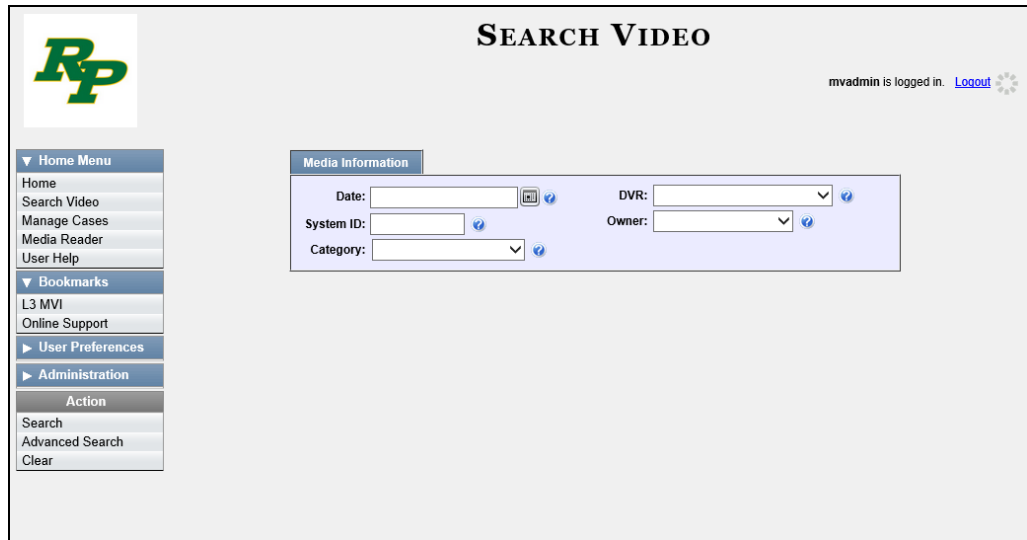 RP
SEARCH VIDEO
mvadmin is logged in. Logout
▼ Home Menu
Home
Search Video
Manage Cases
Media Reader
User Help
▼ Bookmarks
L3 MVI
Online Support
▶ User Preferences
▶ Administration
Action
Search
Advanced Search
Clear
Media Information
Date: ? DVR: ?
System ID: ? Owner: ?
Category: ?